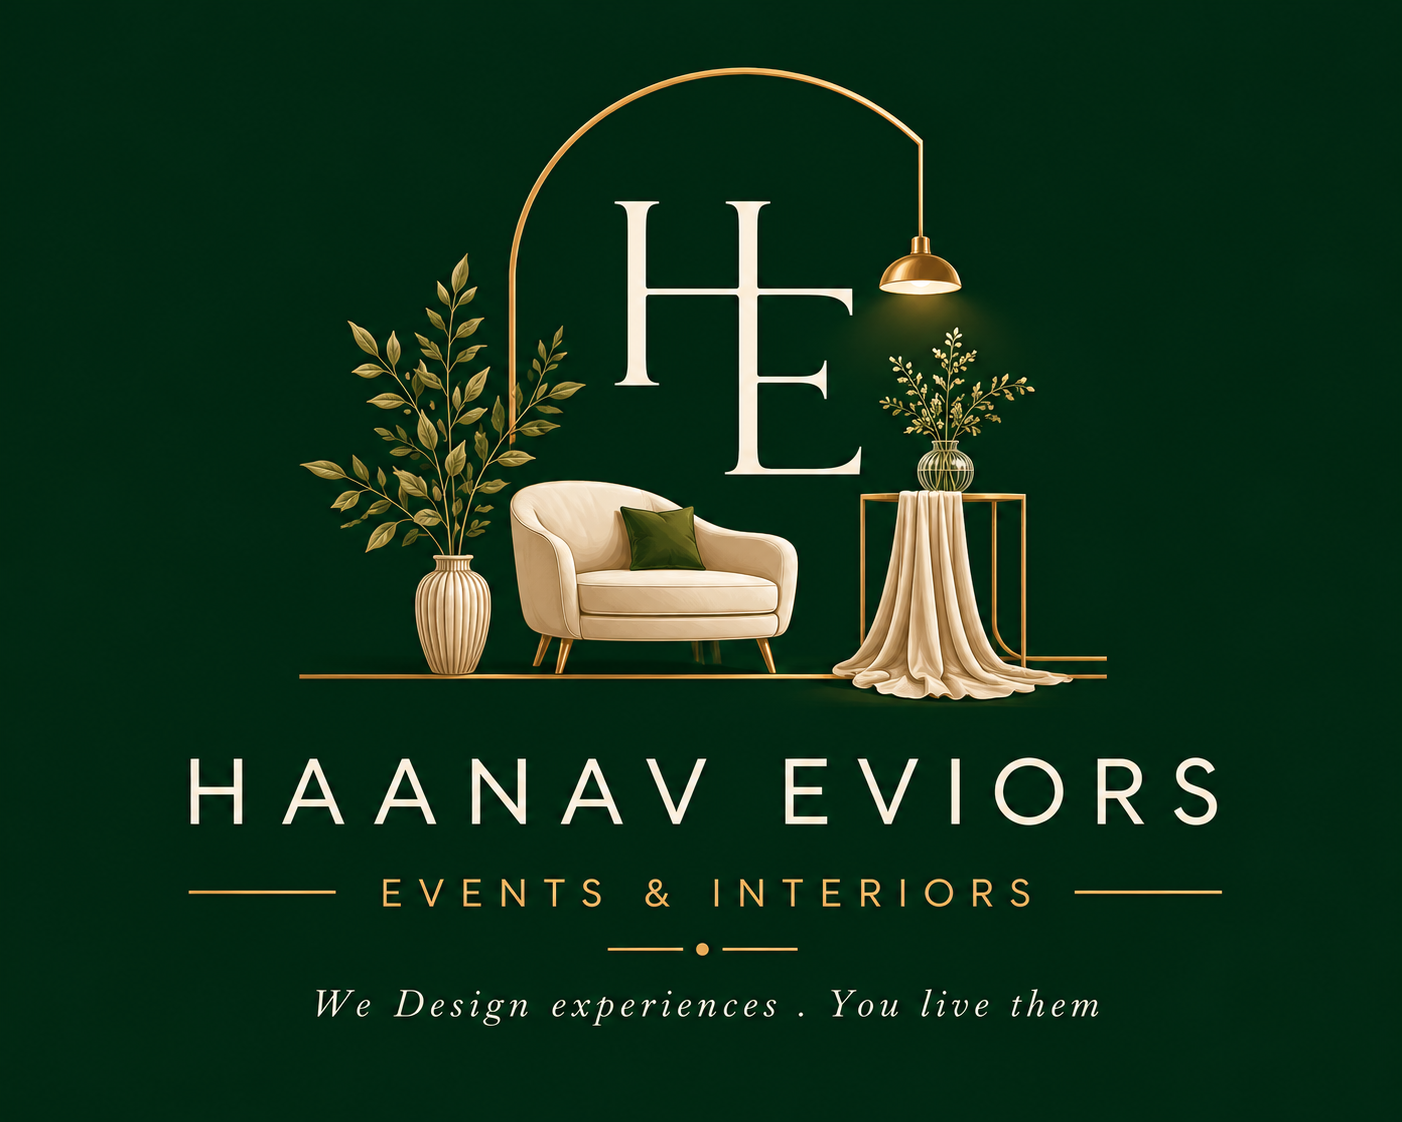 HE
HAANAV EVIORS
EVENTS & INTERIORS
We Design experiences . You live them